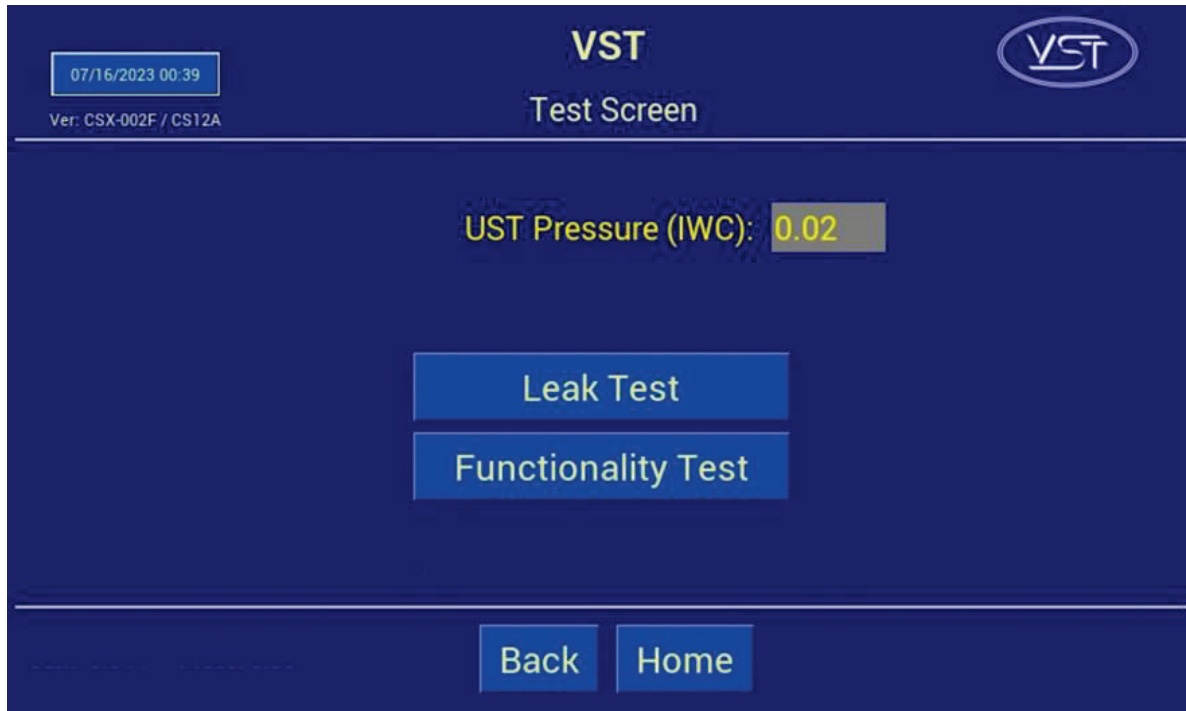 VST
07/16/2023 00:39
VST
Ver: CSX-002F / CS12A
Test Screen
UST Pressure (IWC): 0.02
Leak Test
Functionality Test
Back Home